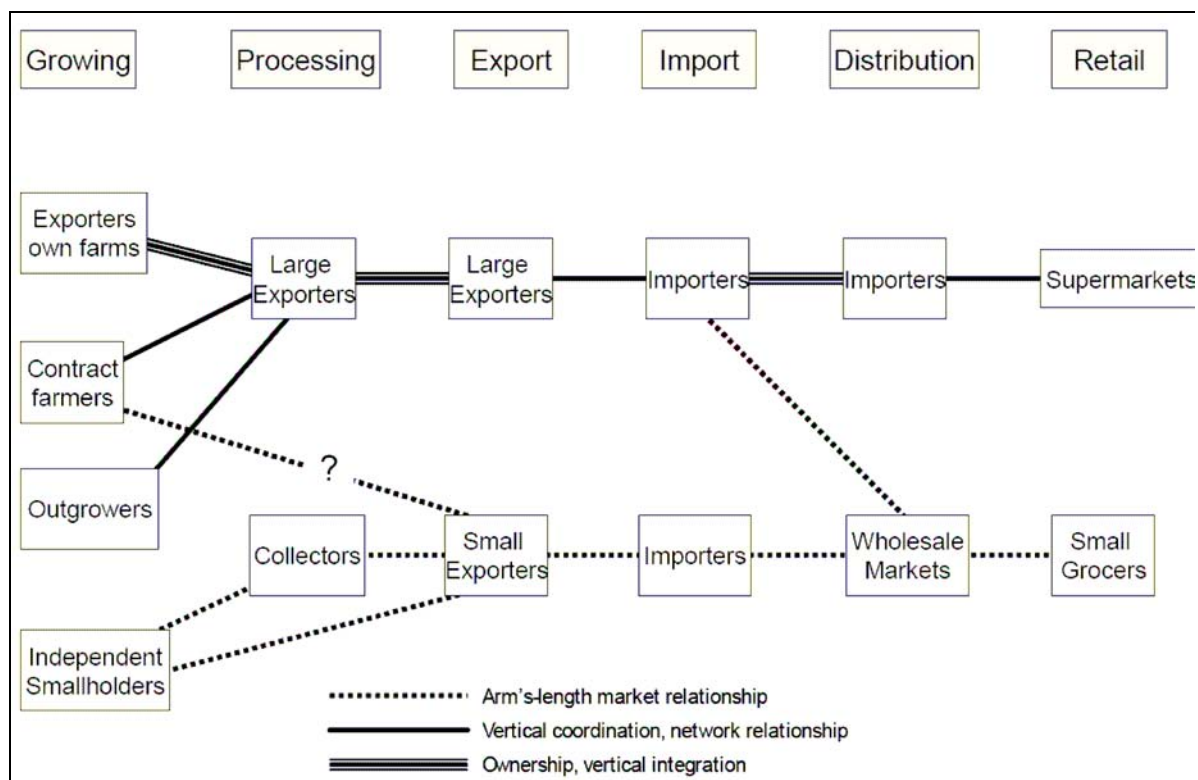 Growing
Processing
Export
Import
Distribution
Retail
Exporters
own farms
Large
Exporters
Large
Exporters
Importers
Importers
Supermarkets
Contract
farmers
?
Outgrowers
Collectors
Small
Exporters
Importers
Wholesale
Markets
Small
Grocers
Independent
Smallholders
Arm's-length market relationship
Vertical coordination, network relationship
Ownership, vertical integration